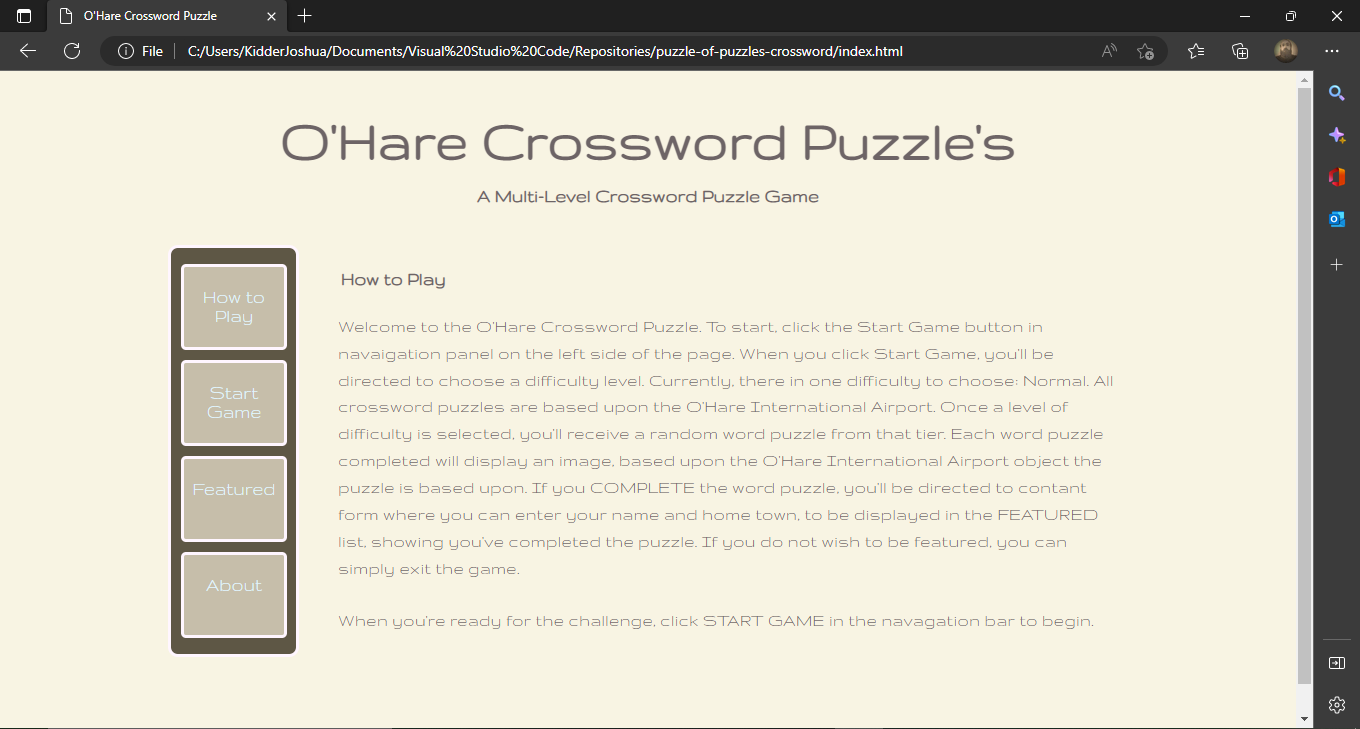 O'Hare Crossword Puzzle
File
C:/Users/KidderJoshua/Documents/Visual%20Studio%20Code/Repositories/puzzle-of-puzzles-crossword/index.html
O'Hare Crossword Puzzle's
A Multi-Level Crossword Puzzle Game
How to
Play
Start
Game
Featured
About
How to Play
Welcome to the O'Hare Crossword Puzzle. To start, click the Start Game button in
navaigation panel on the left side of the page. When you click Start Game, you'll be
directed to choose a difficulty level. Currently, there in one difficulty to choose: Normal. All
crossword puzzles are based upon the O'Hare International Airport. Once a level of
difficulty is selected, you'll receive a random word puzzle from that tier. Each word puzzle
completed will display an image, based upon the O'Hare International Airport object the
puzzle is based upon. If you COMPLETE the word puzzle, you'll be directed to contant
form where you can enter your name and home town, to be displayed in the FEATURED
list, showing you've completed the puzzle. If you do not wish to be featured, you can
simply exit the game.
When you're ready for the challenge, click START GAME in the navagation bar to begin.